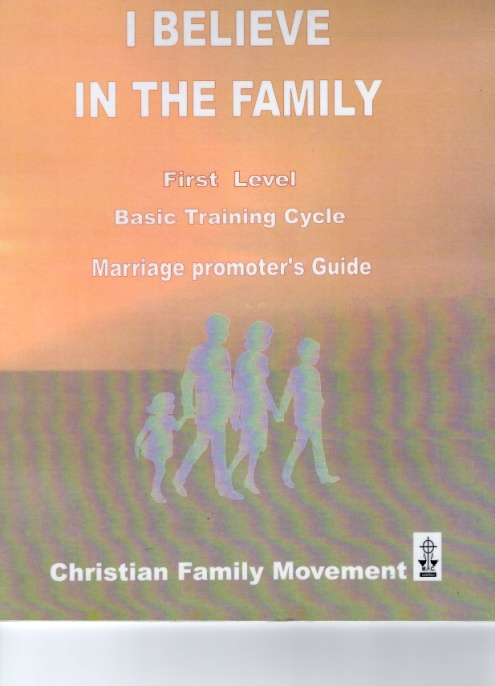 I BELIEVE
IN THE FAMILY
First Level
Basic Training Cycle
Marriage promoter's Guide
Christian Family Movement